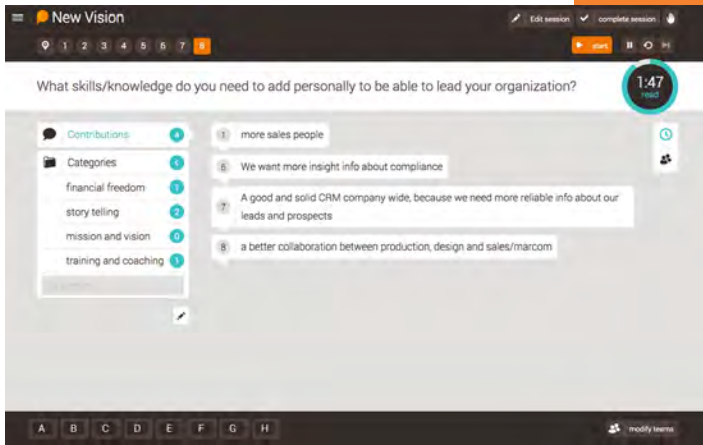 New Vision
Edit session
complete session
1 2 3 4 5 6 7 8
start
What skills/knowledge do you need to add personally to be able to lead your organization?
1:47
read
Contributions 4
Categories
financial freedom 1
story telling 2
mission and vision 0
training and coaching 1
1 more sales people
6 We want more insight info about compliance
7 A good and solid CRM company wide, because we need more reliable info about our
leads and prospects
8 a better collaboration between production, design and sales/marcom
A B C D E F G H
modify teams